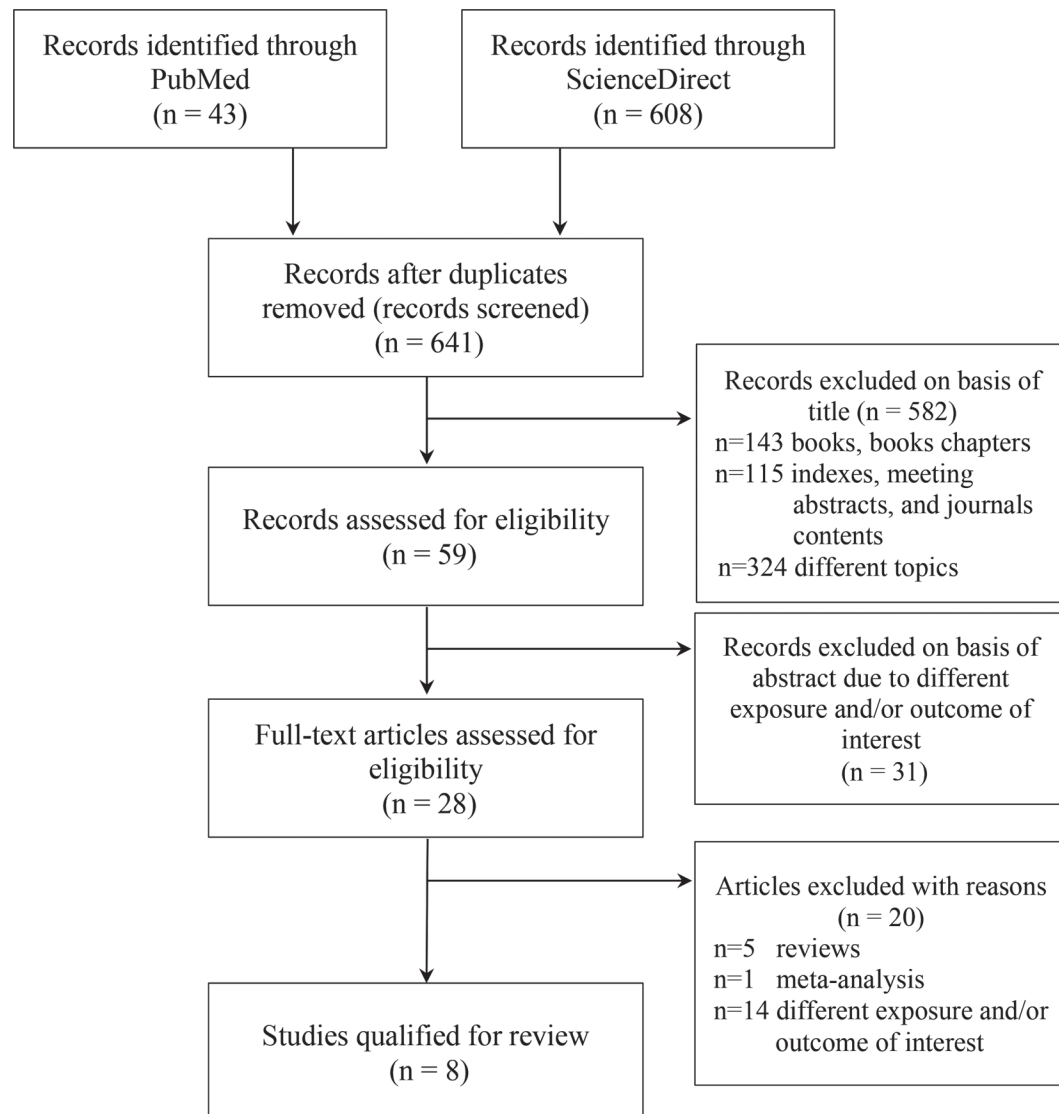 Records identified through
PubMed
(n = 43)
Records identified through
ScienceDirect
(n = 608)
Records after duplicates
removed (records screened)
(n = 641)
Records excluded on basis of
title (n = 582)
n=143 books, books chapters
n=115 indexes, meeting
abstracts, and journals
contents
n=324 different topics
Records assessed for eligibility
(n = 59)
Records excluded on basis of
abstract due to different
exposure and/or outcome of
interest
(n = 31)
Full-text articles assessed for
eligibility
(n = 28)
Articles excluded with reasons
(n = 20)
n=5 reviews
n=1 meta-analysis
n=14 different exposure and/or
outcome of interest
Studies qualified for review
(n = 8)